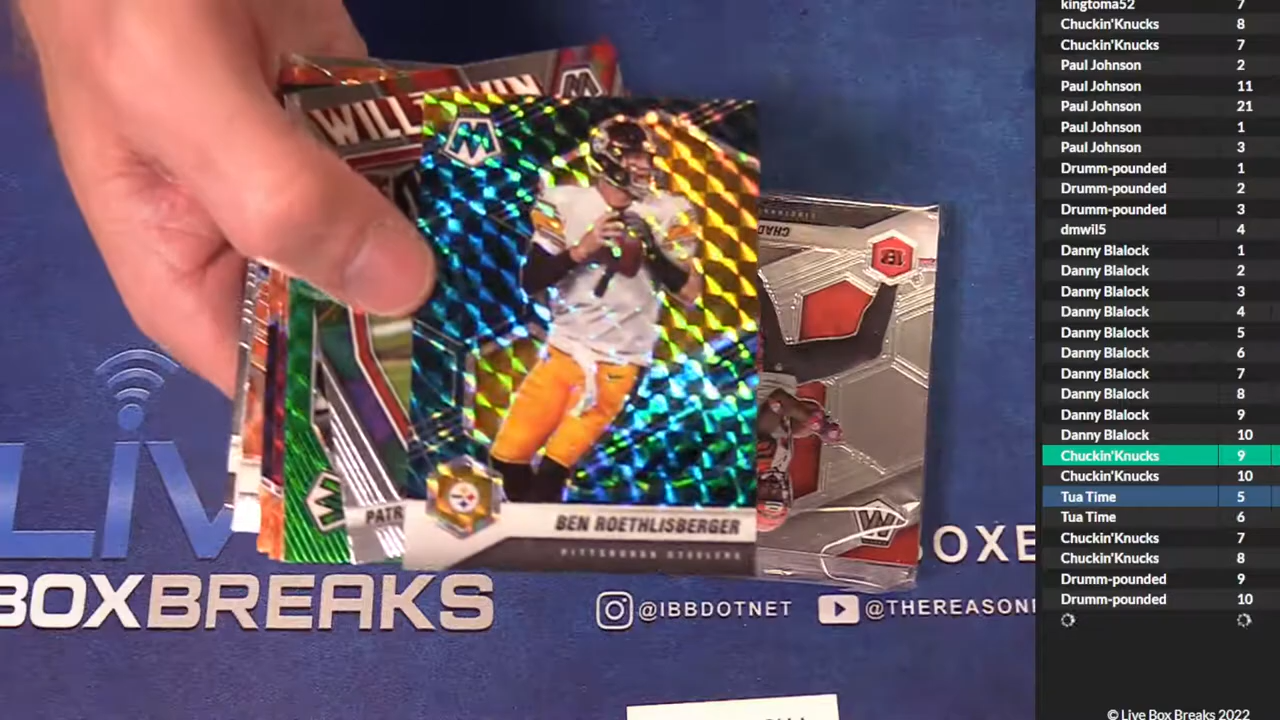 WILL
M
BEN ROETHLISBERGER
PITTSBURGH STEELERS
PATR
CHAD
LIV
BOXBREAKS
OXB
@IBBDOTNET
@THEREASON
kingtoma52 7
Chuckin'Knucks 8
Chuckin'Knucks 7
Paul Johnson 2
Paul Johnson 11
Paul Johnson 21
Paul Johnson 1
Paul Johnson 3
Drumm-pounded 1
Drumm-pounded 2
Drumm-pounded 3
dmwil5 4
Danny Blalock 1
Danny Blalock 2
Danny Blalock 3
Danny Blalock 4
Danny Blalock 5
Danny Blalock 6
Danny Blalock 7
Danny Blalock 8
Danny Blalock 9
Danny Blalock 10
Chuckin'Knucks 9
Chuckin'Knucks 10
Tua Time 5
Tua Time 6
Chuckin'Knucks 7
Chuckin'Knucks 8
Drumm-pounded 9
Drumm-pounded 10
© Live Box Breaks 2022